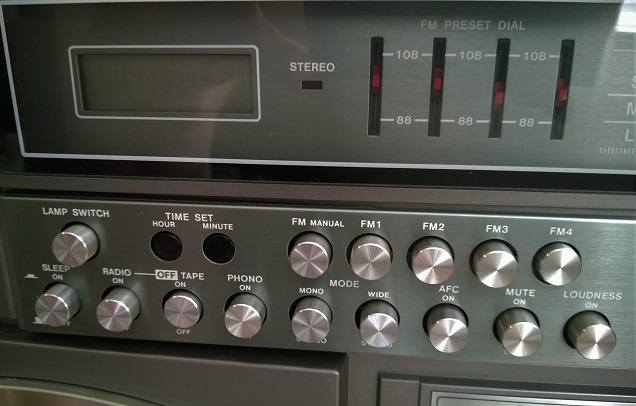 FM PRESET DIAL
STEREO
108 108
88 88
M
L
LAMP SWITCH
TIME SET
HOUR MINUTE
FM MANUAL FM1 FM2 FM3 FM4
SLEEP ON
RADIO ON
OFF
TAPE ON
OFF
PHONO ON
MODE
MONO
WIDE
AFC ON
MUTE ON
LOUDNESS ON